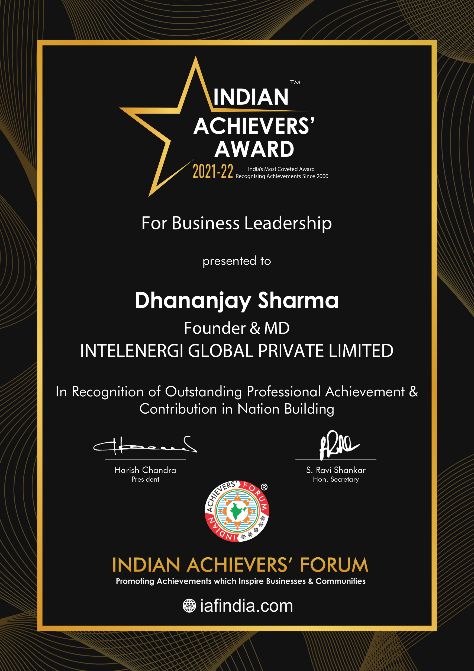 INDIAN
TM
ACHIEVERS'
AWARD
2021-22
India's Most Coveted Award
Recognising Achievements Since 2000
For Business Leadership
presented to
Dhananjay Sharma
Founder & MD
INTELENERGI GLOBAL PRIVATE LIMITED
In Recognition of Outstanding Professional Achievement &
Contribution in Nation Building
Harish Chandra
President
S. Ravi Shankar
Hon. Secretary
INDIAN ACHIEVERS' FORUM
®
INDIAN ACHIEVERS' FORUM
Promoting Achievements which Inspire Businesses & Communities
iafindia.com